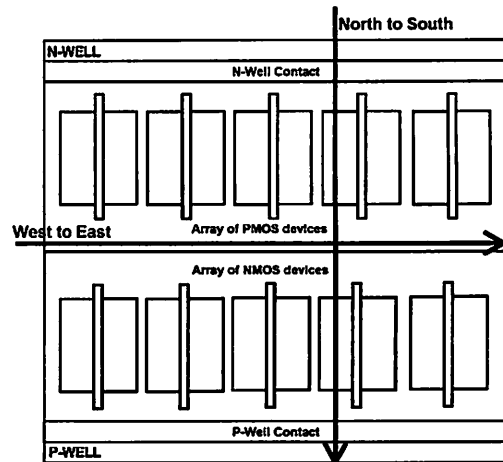 North to South
N-WELL
N-Well Contact
Array of PMOS devices
West to East
Array of NMOS devices
P-Well Contact
P-WELL